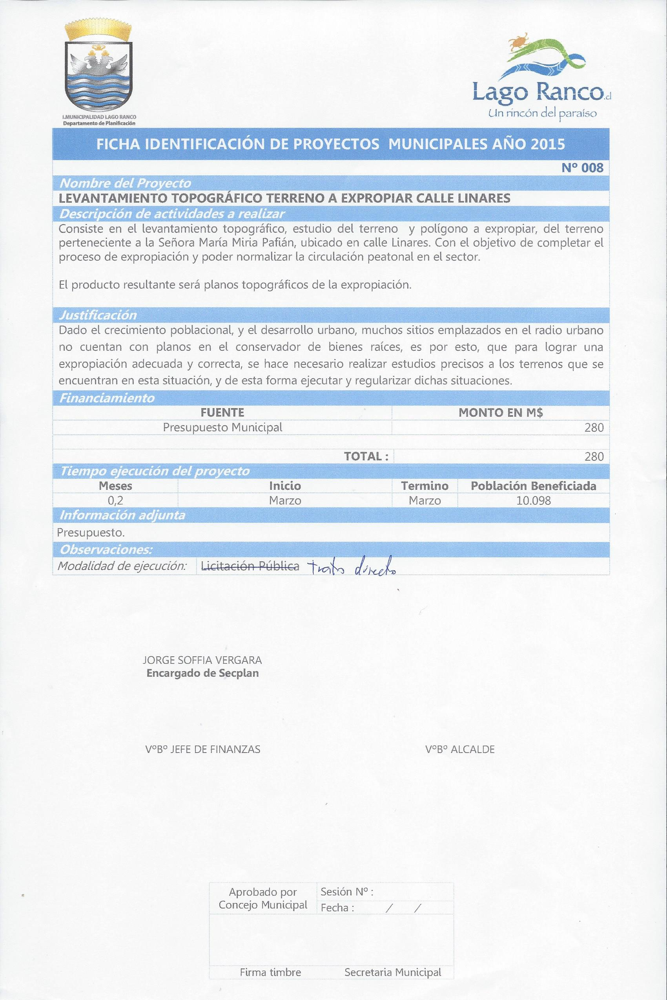 I.MUNICIPALIDAD LAGO RANCO
Departamento de Planificación
Lago Ranco.cl
Un rincón del paraíso
FICHA IDENTIFICACIÓN DE PROYECTOS MUNICIPALES AÑO 2015
Nº 008
Nombre del Proyecto
LEVANTAMIENTO TOPOGRÁFICO TERRENO A EXPROPIAR CALLE LINARES
Descripción de actividades a realizar
Consiste en el levantamiento topográfico, estudio del terreno y polígono a expropiar, del terreno
perteneciente a la Señora María Miria Pafián, ubicado en calle Linares. Con el objetivo de completar el
proceso de expropiación y poder normalizar la circulación peatonal en el sector.
El producto resultante será planos topográficos de la expropiación.
Justificación
Dado el crecimiento poblacional, y el desarrollo urbano, muchos sitios emplazados en el radio urbano
no cuentan con planos en el conservador de bienes raíces, es por esto, que para lograr una
expropiación adecuada y correcta, se hace necesario realizar estudios precisos a los terrenos que se
encuentran en esta situación, y de esta forma ejecutar y regularizar dichas situaciones.
Financiamiento
FUENTE MONTO EN M$
Presupuesto Municipal 280
TOTAL : 280
Tiempo ejecución del proyecto
Meses Inicio Termino Población Beneficiada
0,2 Marzo Marzo 10.098
Información adjunta
Presupuesto.
Observaciones:
Modalidad de ejecución: Licitación Pública trato directo
JORGE SOFFIA VERGARA
Encargado de Secplan
VºBº JEFE DE FINANZAS VºBº ALCALDE
Aprobado por Sesión Nº :
Concejo Municipal Fecha : / /
Firma timbre Secretaria Municipal